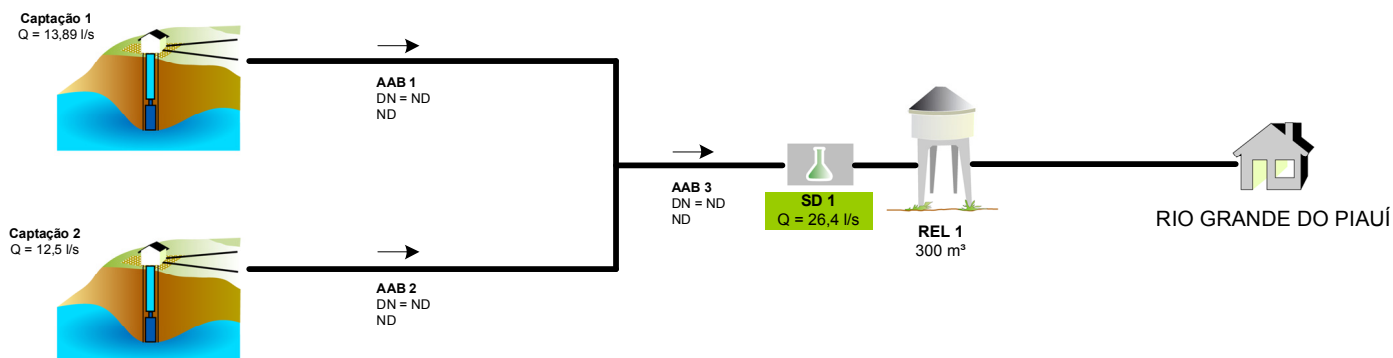 Captação 1
Q = 13,89 l/s
AAB 1
DN = ND
ND
Captação 2
Q = 12,5 l/s
AAB 2
DN = ND
ND
AAB 3
DN = ND
ND
SD 1
Q = 26,4 l/s
REL 1
300 m³
RIO GRANDE DO PIAUÍ